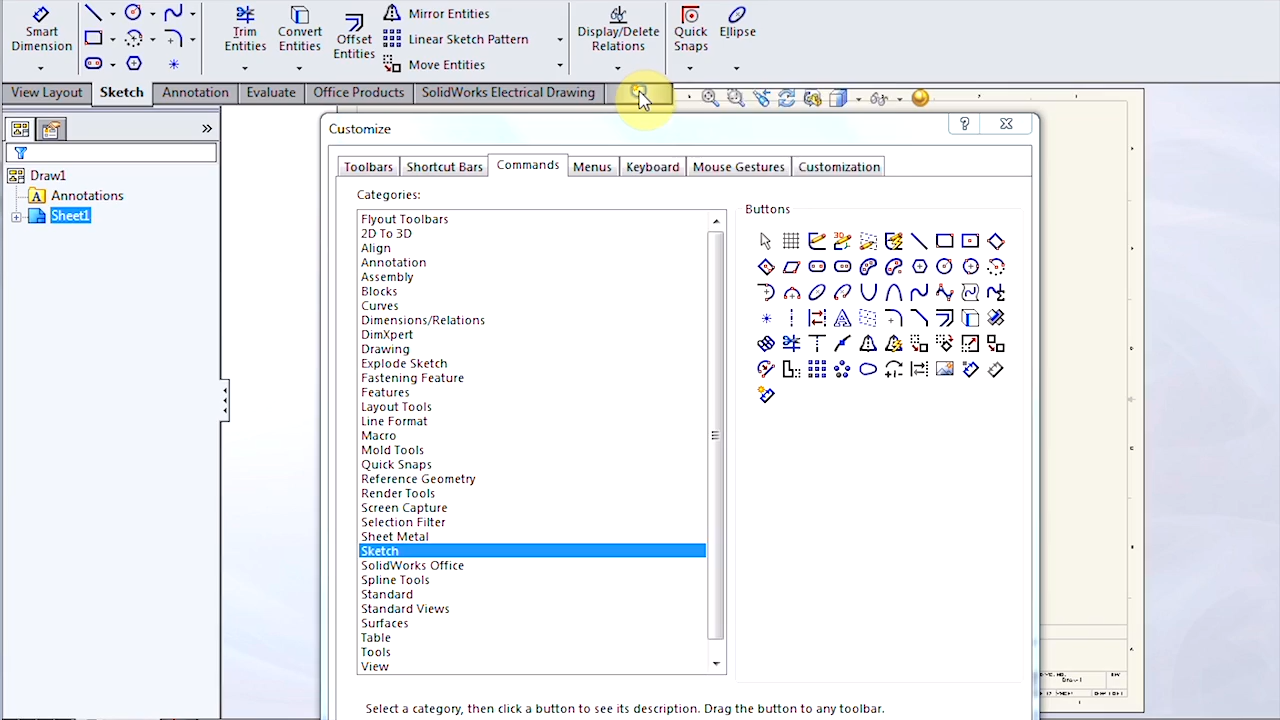 Smart Dimension
Trim Entities
Convert Entities
Offset Entities
Mirror Entities
Linear Sketch Pattern
Move Entities
Display/Delete Relations
Quick Snaps
Ellipse
View Layout
Sketch
Annotation
Evaluate
Office Products
SolidWorks Electrical Drawing
Draw1
Annotations
Sheet1
Customize
Toolbars
Shortcut Bars
Commands
Menus
Keyboard
Mouse Gestures
Customization
Categories:
Buttons
Flyout Toolbars
2D To 3D
Align
Annotation
Assembly
Blocks
Curves
Dimensions/Relations
DimXpert
Drawing
Explode Sketch
Fastening Feature
Features
Layout Tools
Line Format
Macro
Mold Tools
Quick Snaps
Reference Geometry
Render Tools
Screen Capture
Selection Filter
Sheet Metal
Sketch
SolidWorks Office
Spline Tools
Standard
Standard Views
Surfaces
Table
Tools
View
Select a category, then click a button to see its description. Drag the button to any toolbar.
Draw1